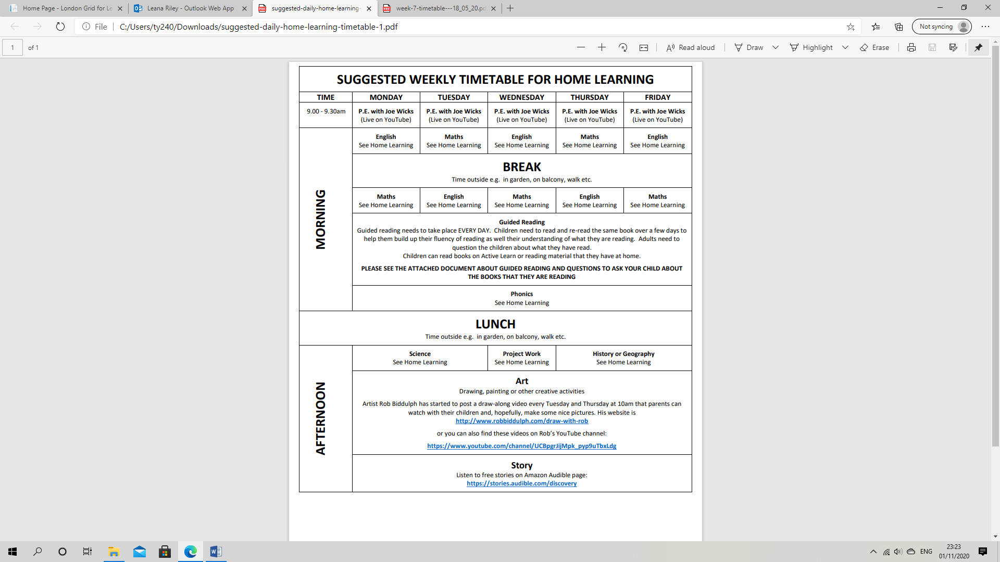 Home Page - London Grid for Le
Leana Riley - Outlook Web App
suggested-daily-home-learning-
week-7-timetable---18_05_20.pd
File
C:/Users/ty240/Downloads/suggested-daily-home-learning-timetable-1.pdf
Not syncing
1 of 1
Read aloud
Draw
Highlight
Erase
SUGGESTED WEEKLY TIMETABLE FOR HOME LEARNING
TIME MONDAY TUESDAY WEDNESDAY THURSDAY FRIDAY
9.00 - 9.30am P.E. with Joe Wicks P.E. with Joe Wicks P.E. with Joe Wicks P.E. with Joe Wicks P.E. with Joe Wicks
(Live on YouTube) (Live on YouTube) (Live on YouTube) (Live on YouTube) (Live on YouTube)
MORNING
English Maths English Maths English
See Home Learning See Home Learning See Home Learning See Home Learning See Home Learning
BREAK
Time outside e.g. in garden, on balcony, walk etc.
Maths English Maths English Maths
See Home Learning See Home Learning See Home Learning See Home Learning See Home Learning
Guided Reading
Guided reading needs to take place EVERY DAY. Children need to read and re-read the same book over a few days to
help them build up their fluency of reading as well their understanding of what they are reading. Adults need to
question the children about what they have read.
Children can read books on Active Learn or reading material that they have at home.
PLEASE SEE THE ATTACHED DOCUMENT ABOUT GUIDED READING AND QUESTIONS TO ASK YOUR CHILD ABOUT
THE BOOKS THAT THEY ARE READING
Phonics
See Home Learning
LUNCH
Time outside e.g. in garden, on balcony, walk etc.
AFTERNOON
Science Project Work History or Geography
See Home Learning See Home Learning See Home Learning
Art
Drawing, painting or other creative activities
Artist Rob Biddulph has started to post a draw-along video every Tuesday and Thursday at 10am that parents can
watch with their children and, hopefully, make some nice pictures. His website is
http://www.robbiddulph.com/draw-with-rob
or you can also find these videos on Rob's YouTube channel:
https://www.youtube.com/channel/UCBpgrJijMpk_pyp9uTbxLdg
Story
Listen to free stories on Amazon Audible page:
https://stories.audible.com/discovery
ENG
23:23
01/11/2020